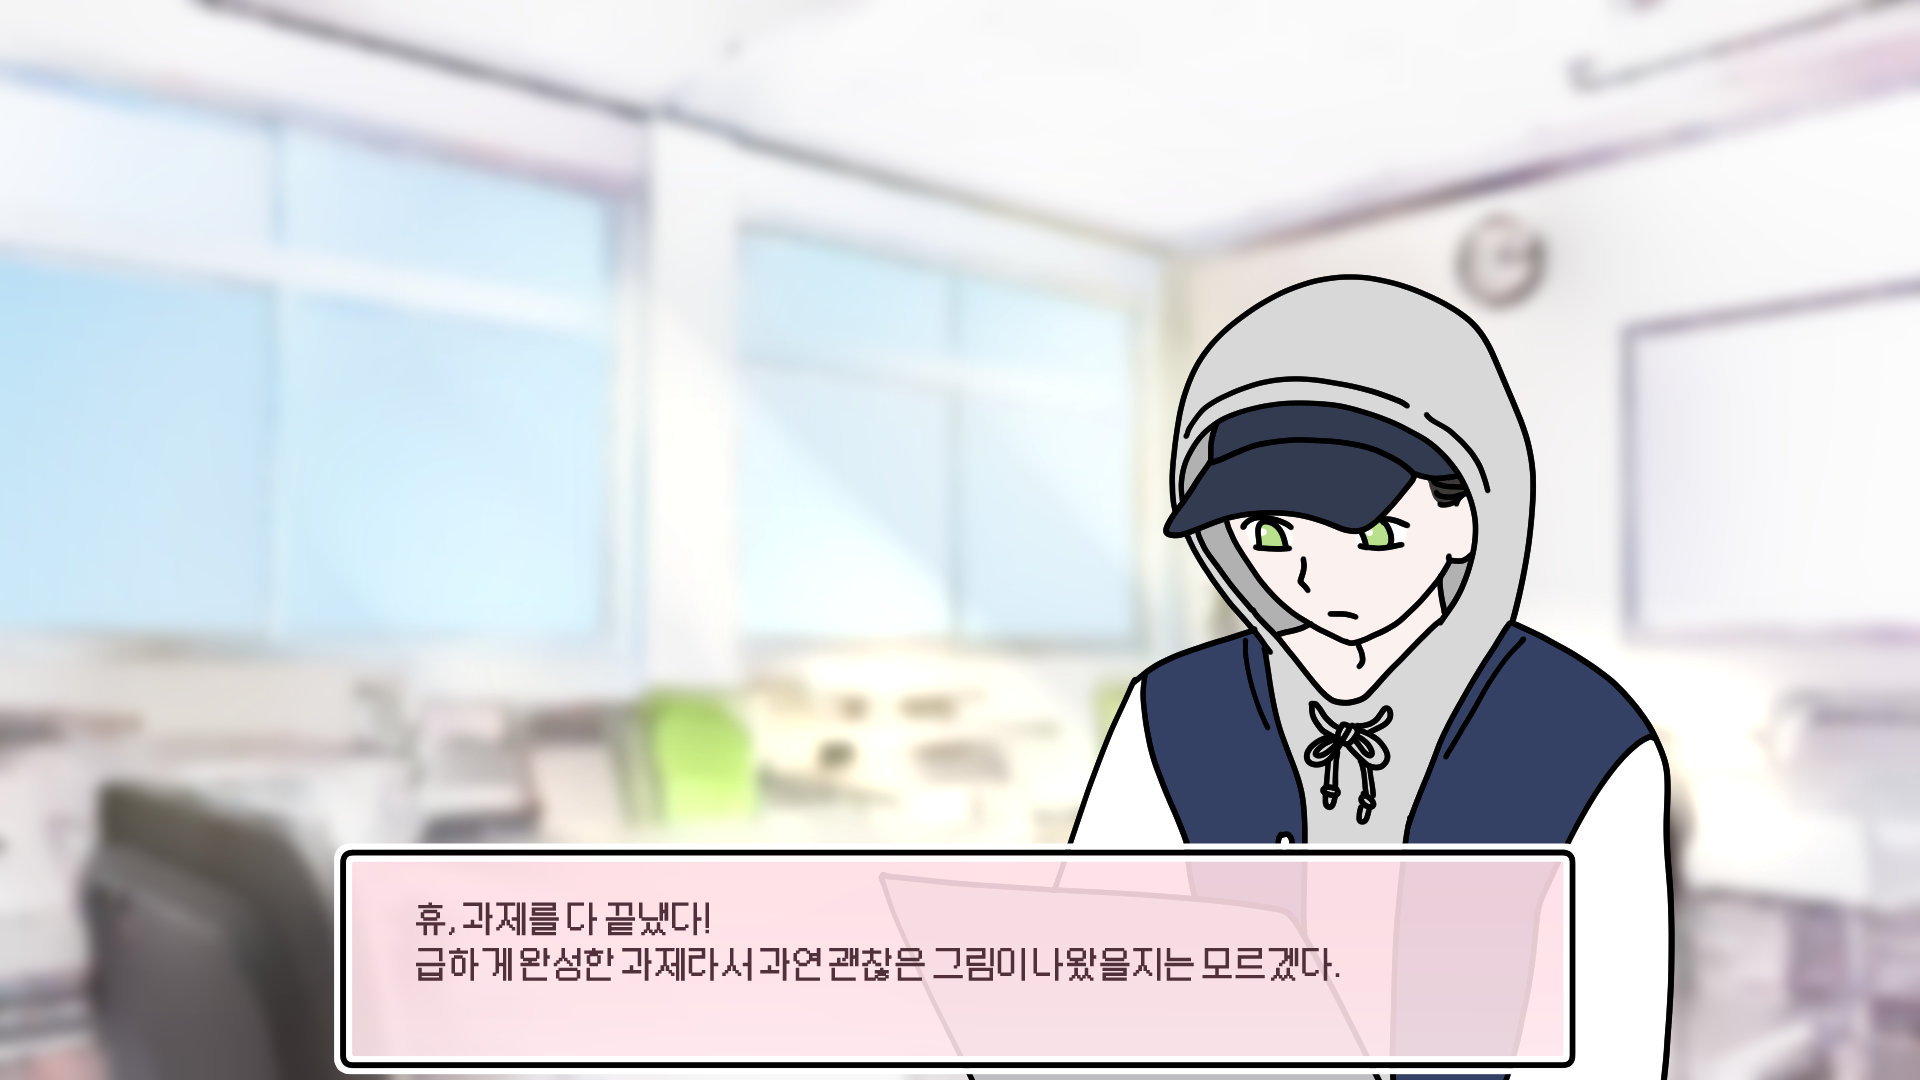 휴, 과제를 다 끝냈다!
급하게 완성한 과제라서 과연 괜찮은 그림이 나왔을지는 모르겠다.